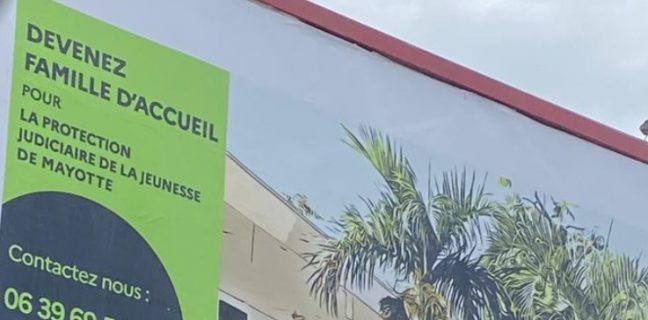 DEVENEZ
FAMILLE D'ACCUEIL
POUR
LA PROTECTION
JUDICIAIRE DE LA JEUNESSE
DE MAYOTTE
Contactez nous :
06 39 69